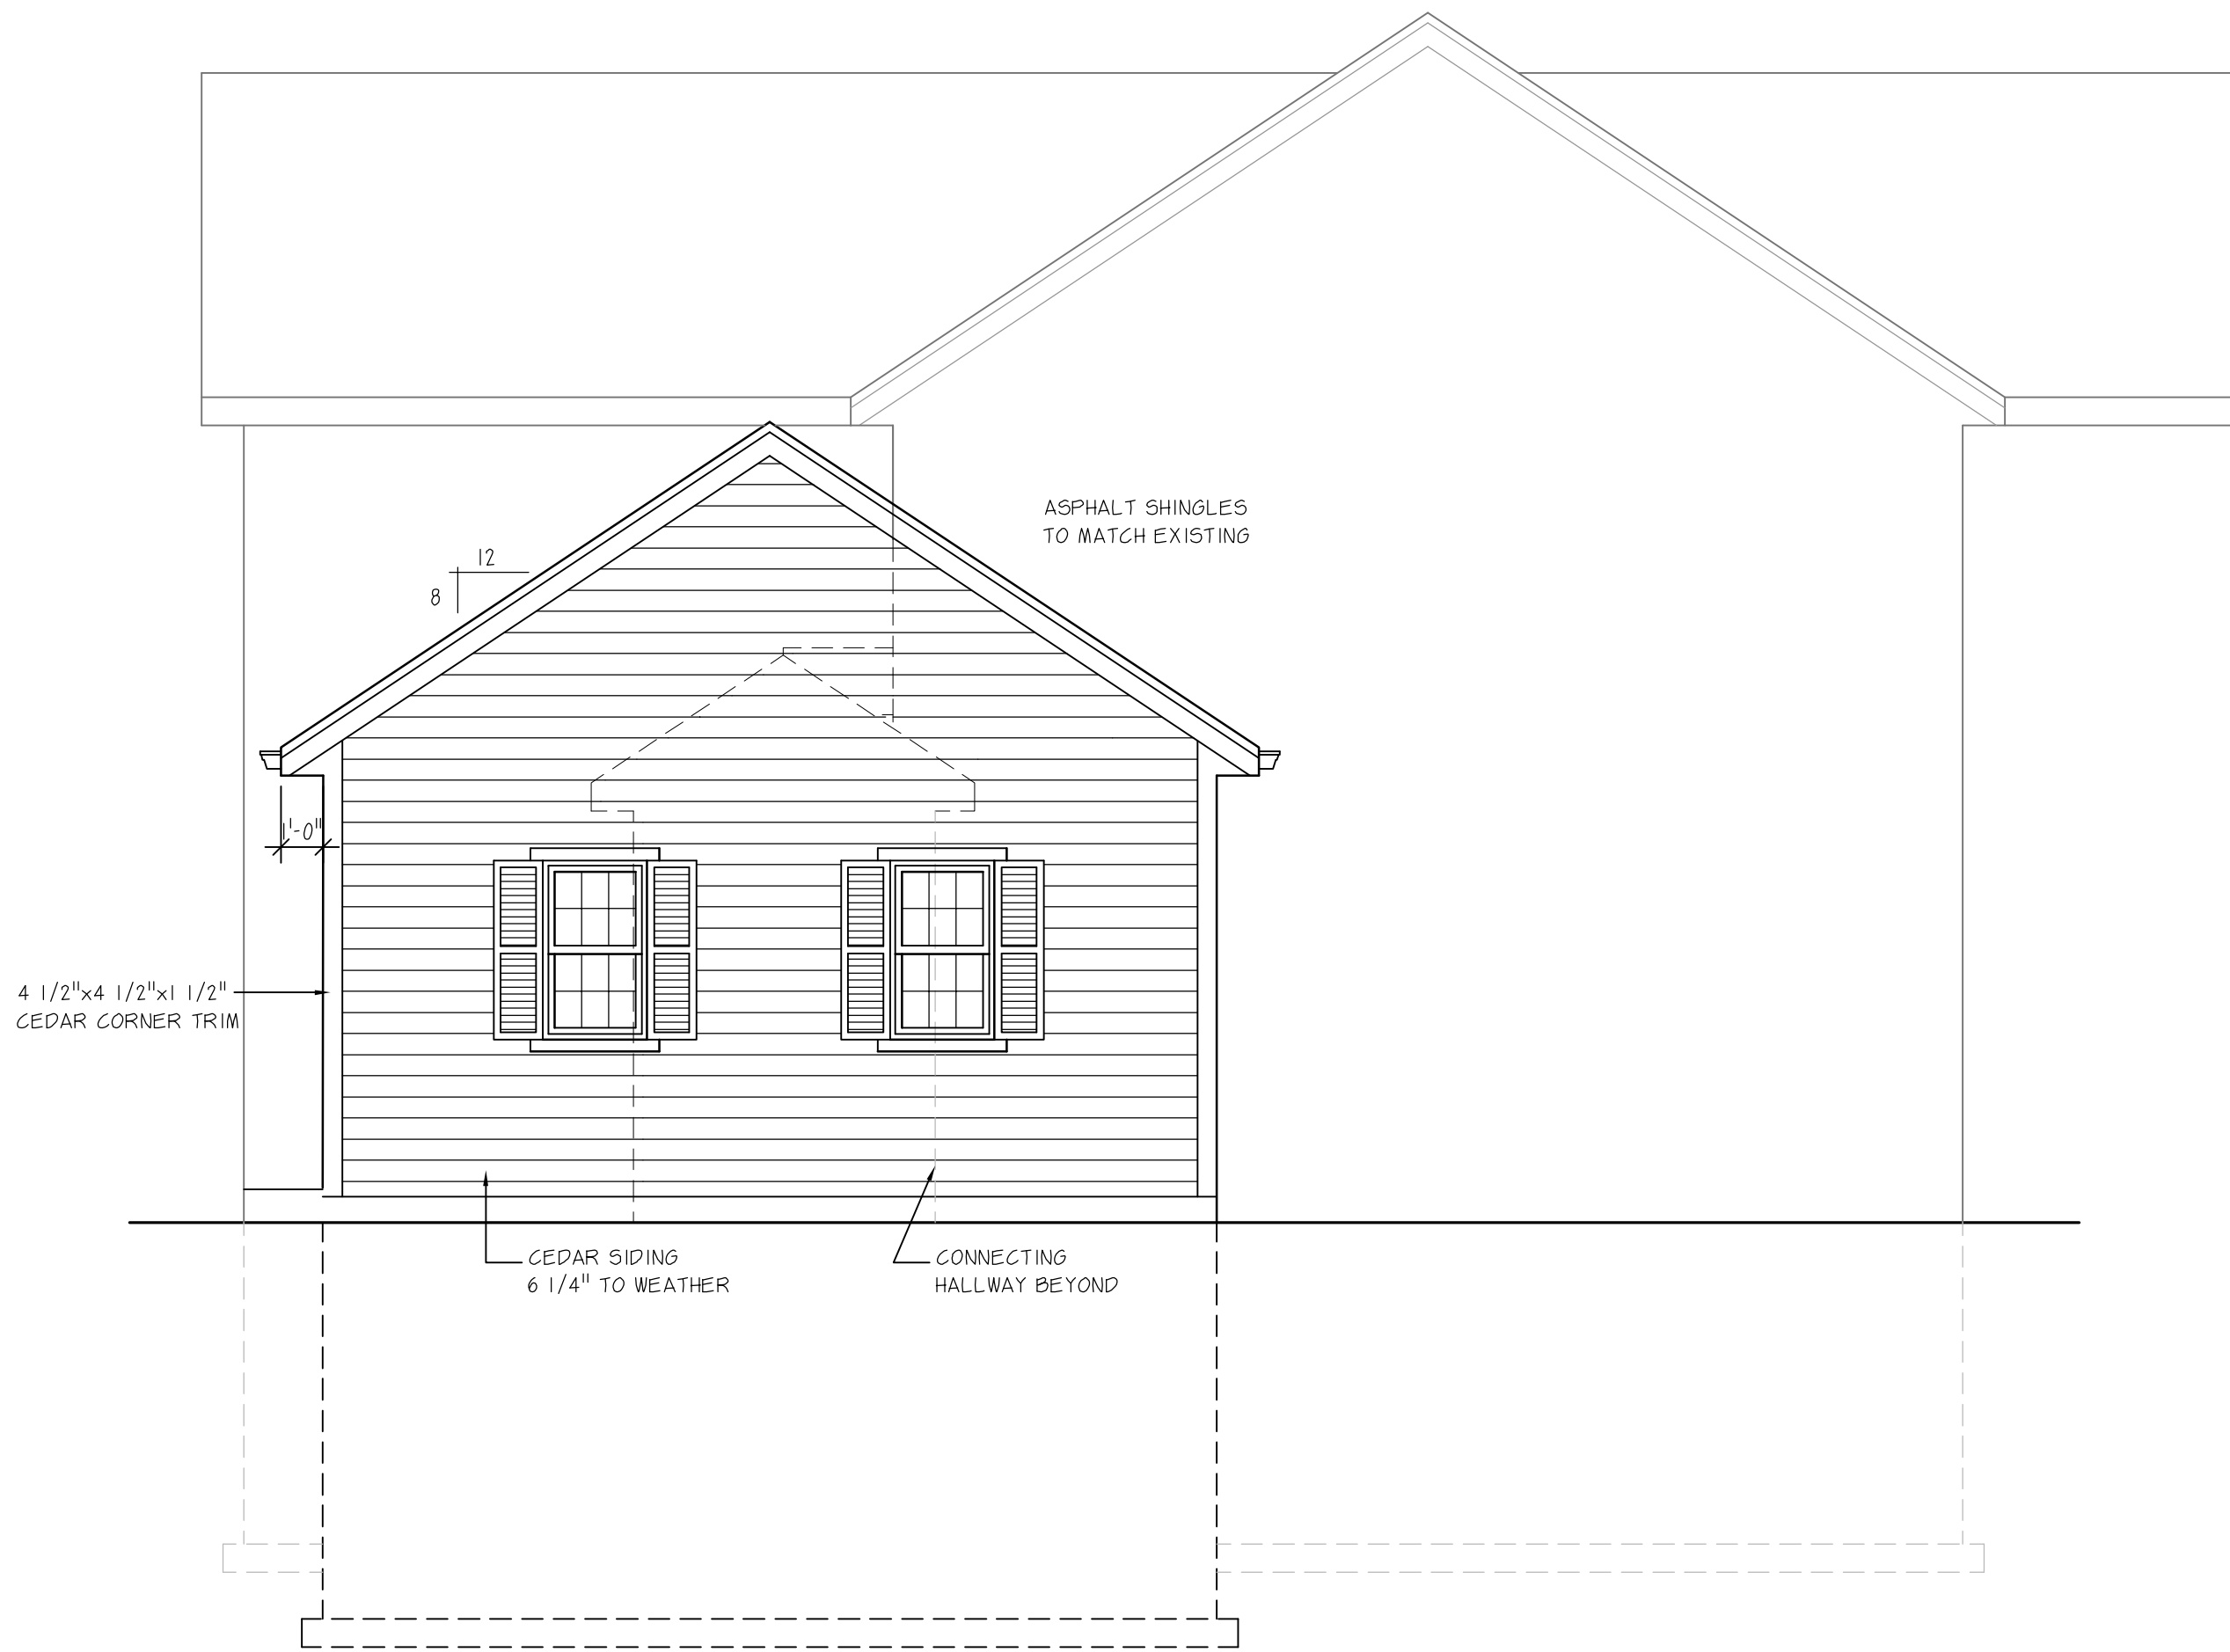 ASPHALT SHINGLES
TO MATCH EXISTING
12
8
1'-0"
4 1/2"x4 1/2"x1 1/2"
CEDAR CORNER TRIM
CEDAR SIDING
6 1/4" TO WEATHER
CONNECTING
HALLWAY BEYOND